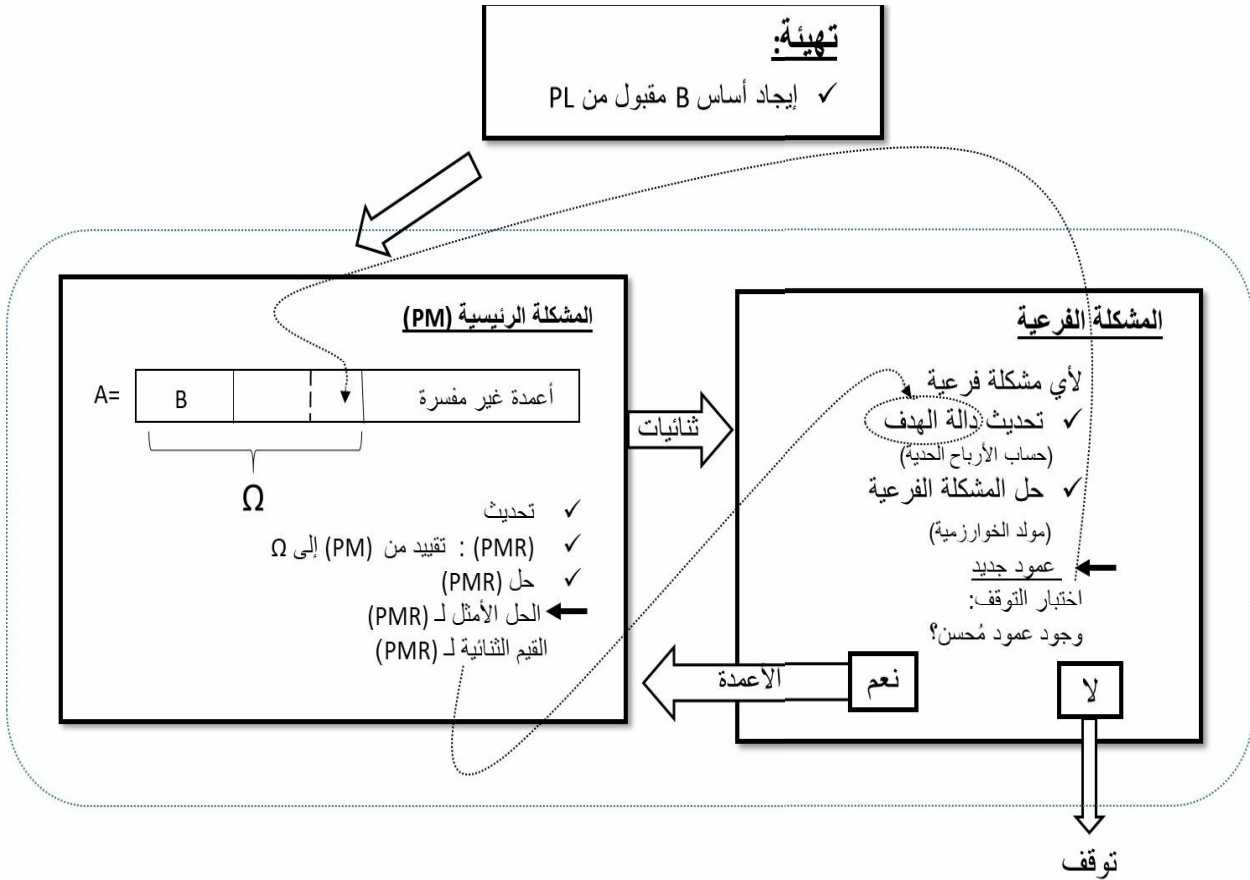 تهيئة:
✓ إيجاد أساس B مقبول من PL
المشكلة الرئيسية (PM)
A=
B
أعمدة غير مفسرة
Ω
✓ تحديث
✓ (PMR) : تقييد من (PM) إلى Ω
✓ حل (PMR)
الحل الأمثل لـ (PMR)
القيم الثنائية لـ (PMR)
ثنائيات
المشكلة الفرعية
لأي مشكلة فرعية
✓ تحديث دالة الهدف
(حساب الأرباح الحدية)
✓ حل المشكلة الفرعية
(مولد الخوارزمية)
عمود جديد
اختبار التوقف:
وجود عمود مُحسن؟
نعم
لا
الأعمدة
توقف